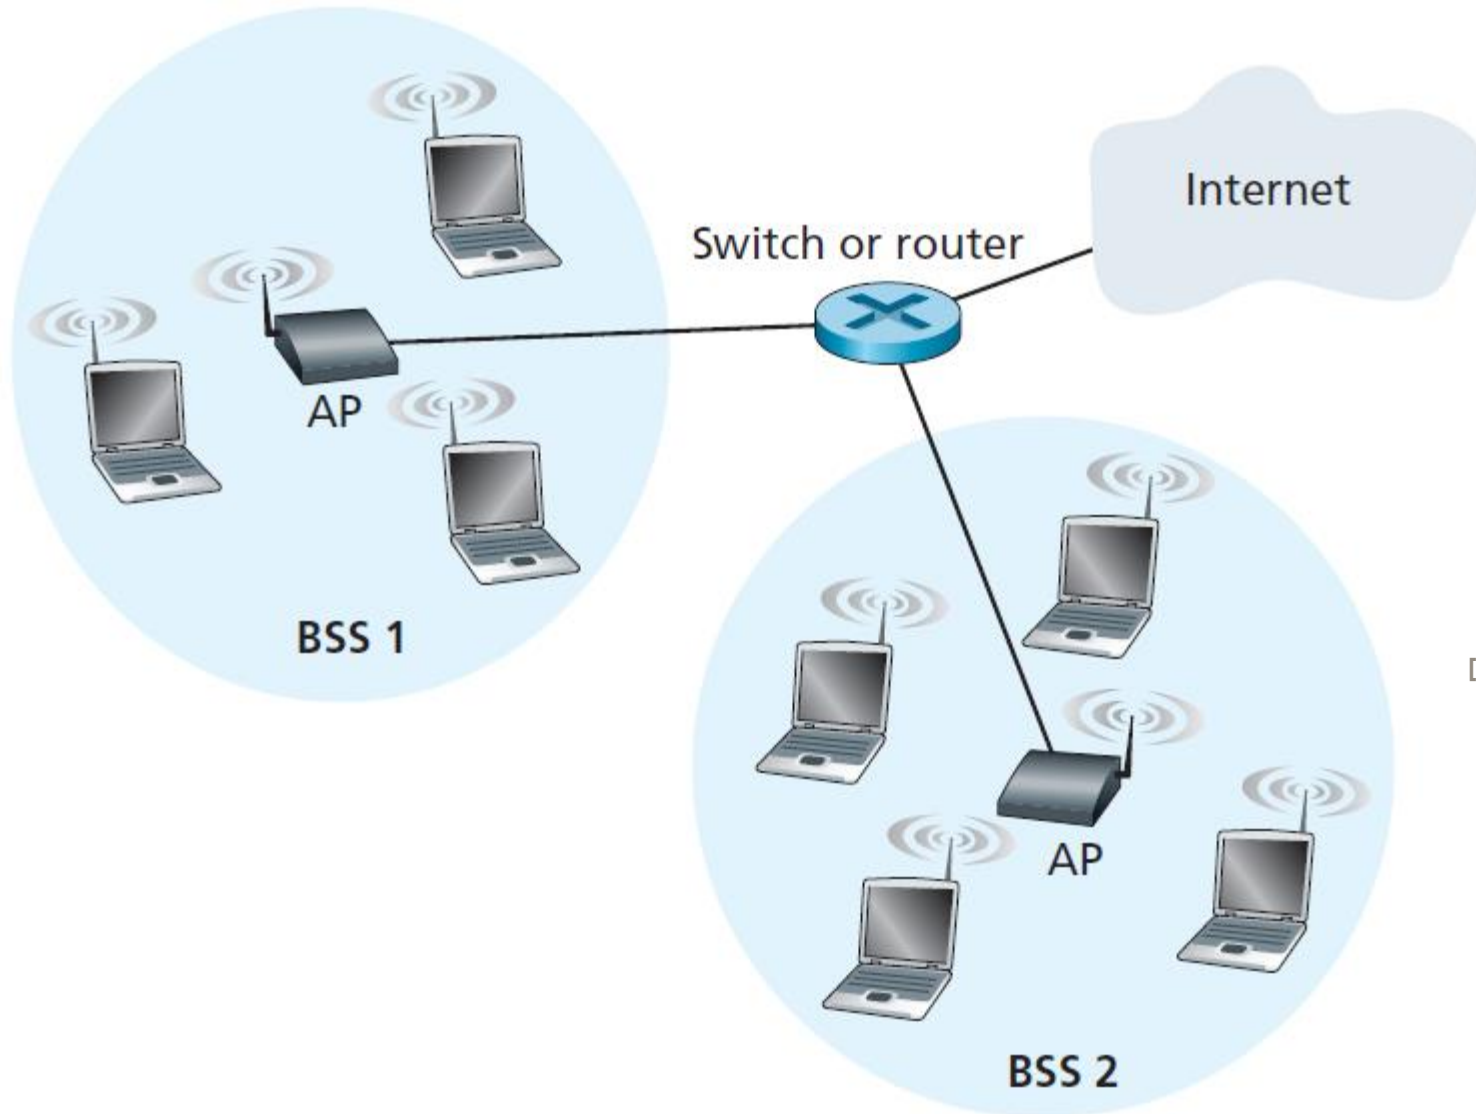 Internet
Switch or router
AP
BSS 1
AP
BSS 2